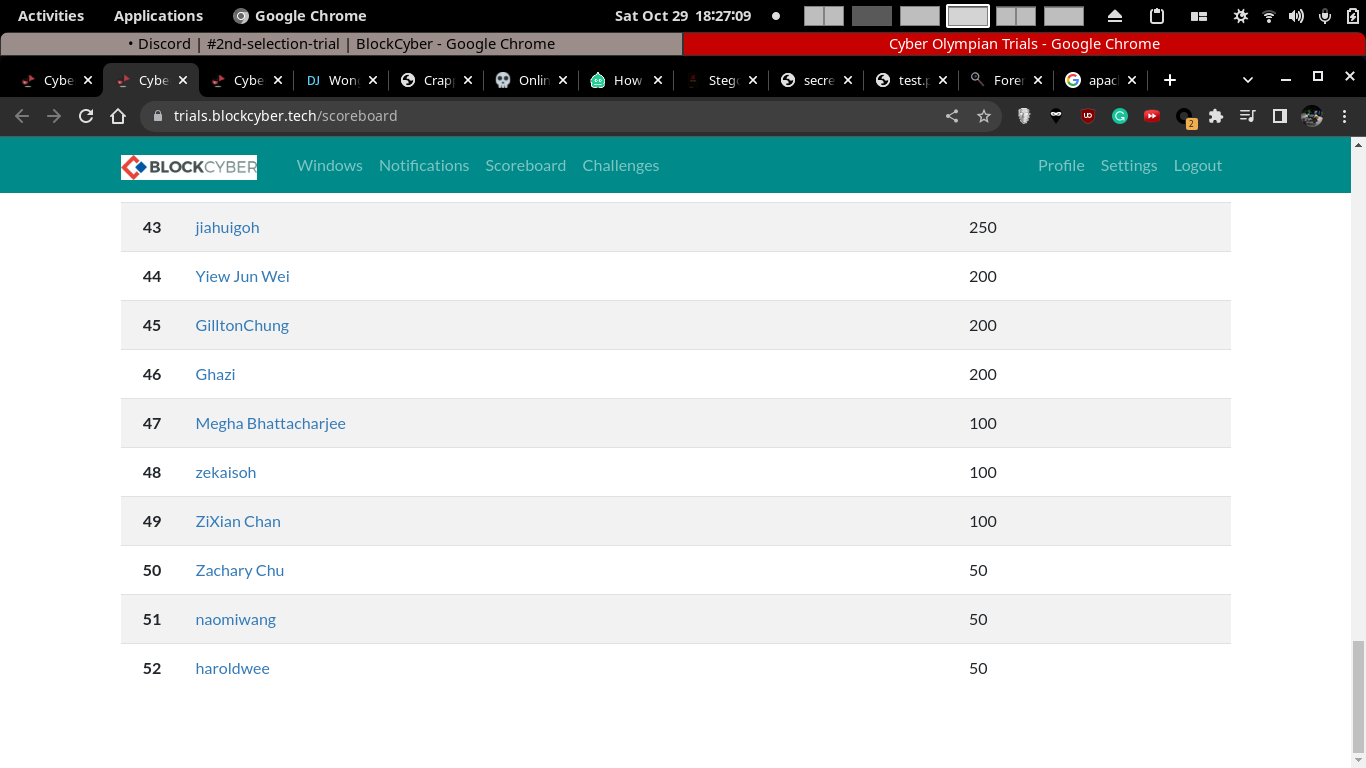 Activities Applications Google Chrome Sat Oct 29 18:27:09
• Discord | #2nd-selection-trial | BlockCyber - Google Chrome Cyber Olympian Trials - Google Chrome
Cybe Cybe Cybe DJ Won Crap Onlin How Steg secre test.p Foren apac
trials.blockcyber.tech/scoreboard 2
BLOCKCYBER Windows Notifications Scoreboard Challenges Profile Settings Logout
43 jiahuigoh 250
44 Yiew Jun Wei 200
45 GilltonChung 200
46 Ghazi 200
47 Megha Bhattacharjee 100
48 zekaisoh 100
49 ZiXian Chan 100
50 Zachary Chu 50
51 naomiwang 50
52 haroldwee 50